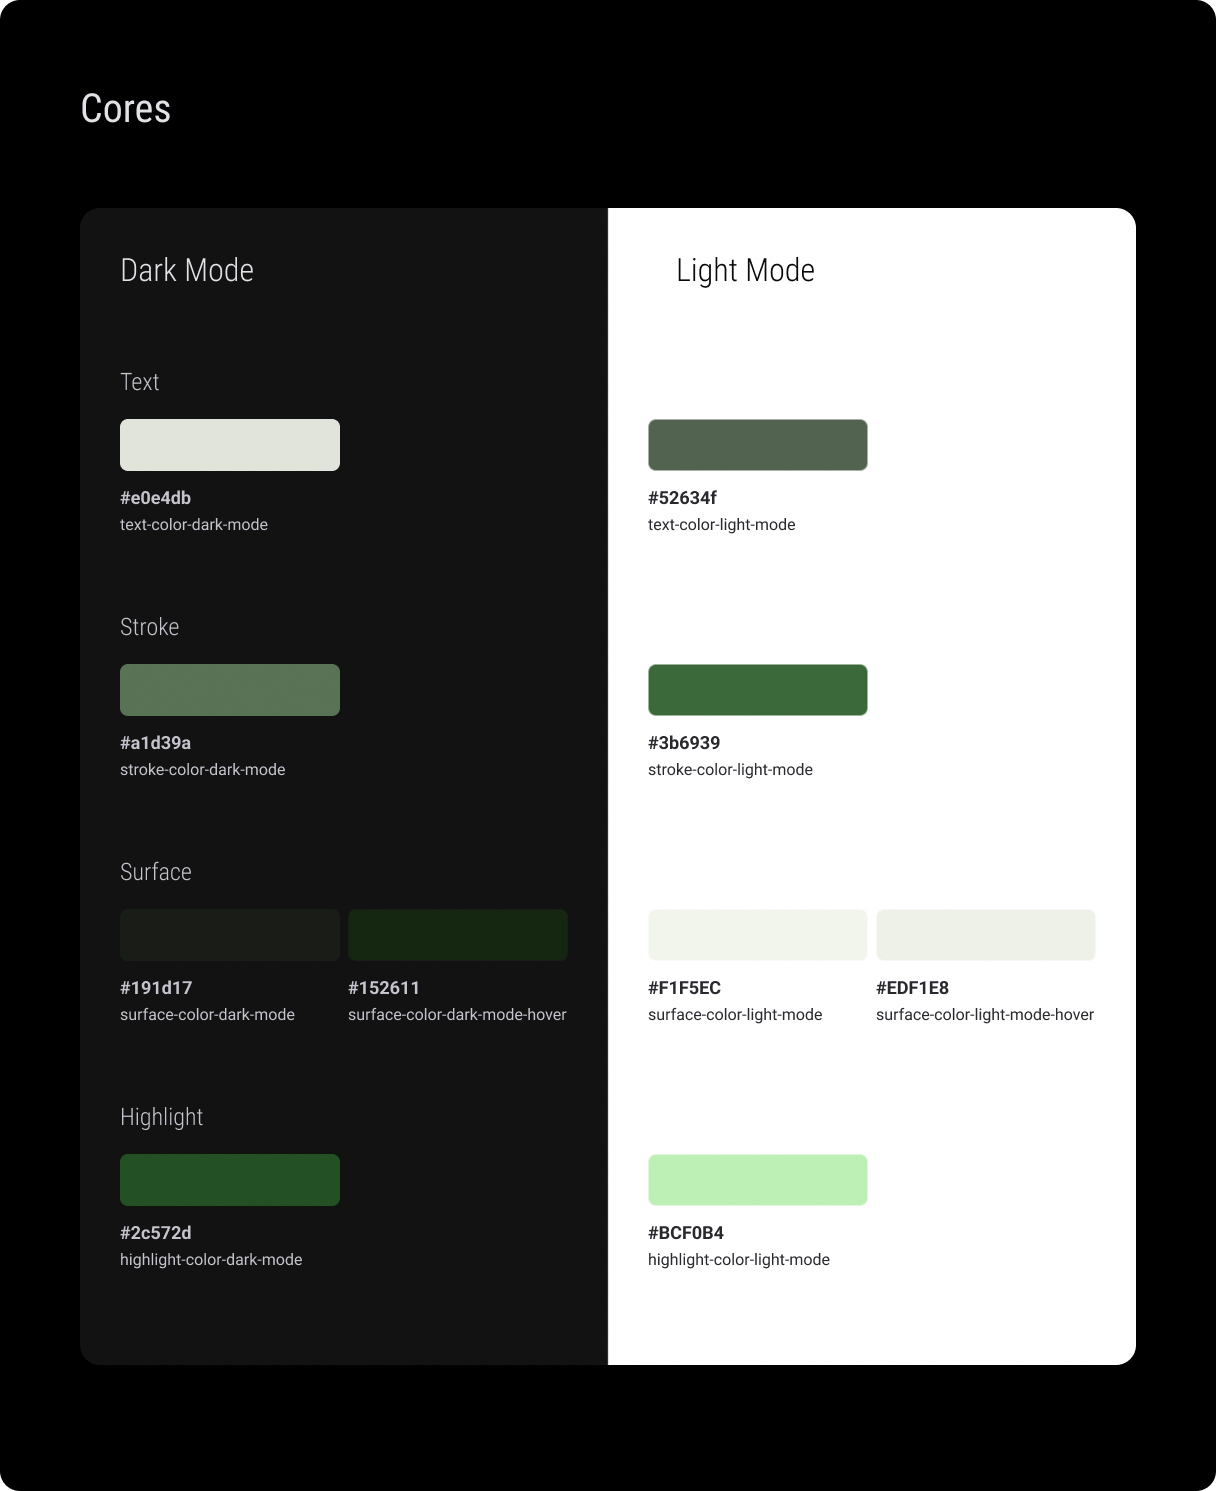 Cores
Dark Mode
Light Mode
Text
#e0e4db
text-color-dark-mode
#52634f
text-color-light-mode
Stroke
#a1d39a
stroke-color-dark-mode
#3b6939
stroke-color-light-mode
Surface
#191d17
surface-color-dark-mode
#152611
surface-color-dark-mode-hover
#F1F5EC
surface-color-light-mode
#EDF1E8
surface-color-light-mode-hover
Highlight
#2c572d
highlight-color-dark-mode
#BCF0B4
highlight-color-light-mode